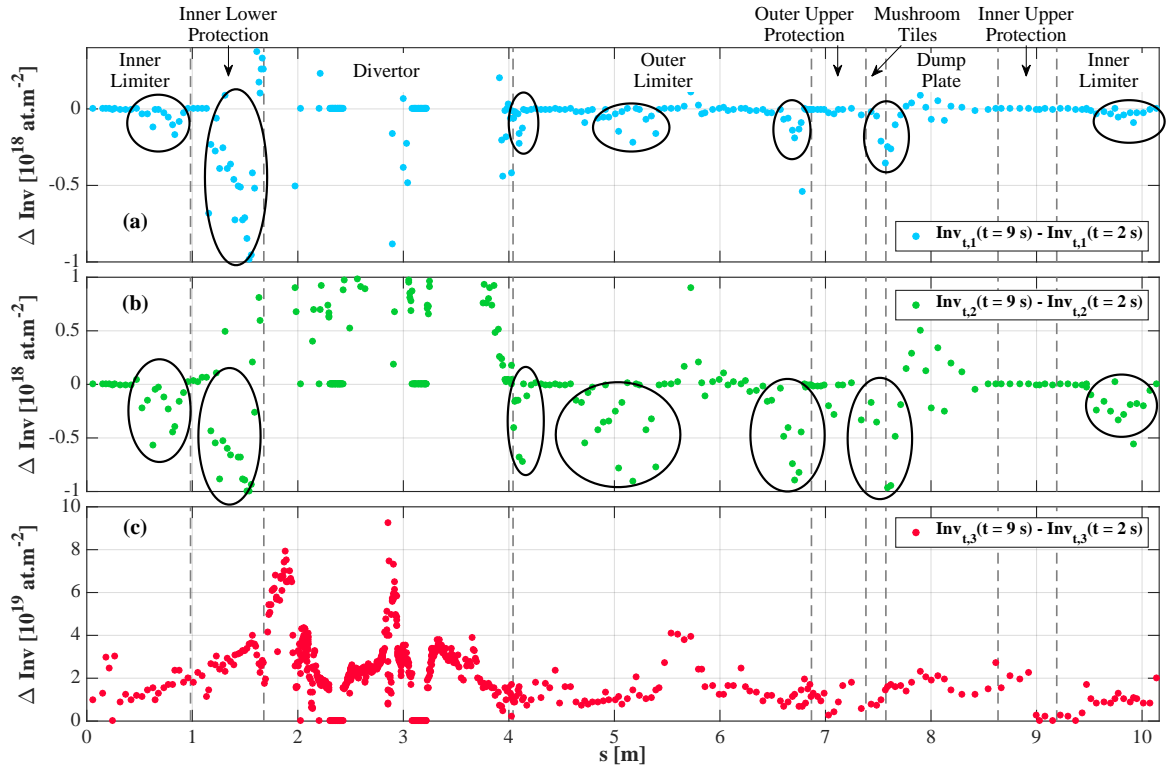 Inner Lower
Protection
Outer Upper
Protection
Mushroom
Tiles
Inner Upper
Protection
Inner
Limiter
Divertor
Outer
Limiter
Dump
Plate
Inner
Limiter
0
-0.5
-1
Δ Inv [10^18 at.m^-2]
(a)
Inv_t,1(t = 9 s) - Inv_t,1(t = 2 s)
0.5
0
-0.5
-1
Δ Inv [10^18 at.m^-2]
(b)
Inv_t,2(t = 9 s) - Inv_t,2(t = 2 s)
10
8
6
4
2
0
Δ Inv [10^19 at.m^-2]
(c)
Inv_t,3(t = 9 s) - Inv_t,3(t = 2 s)
0 1 2 3 4 5 6 7 8 9 10
s [m]